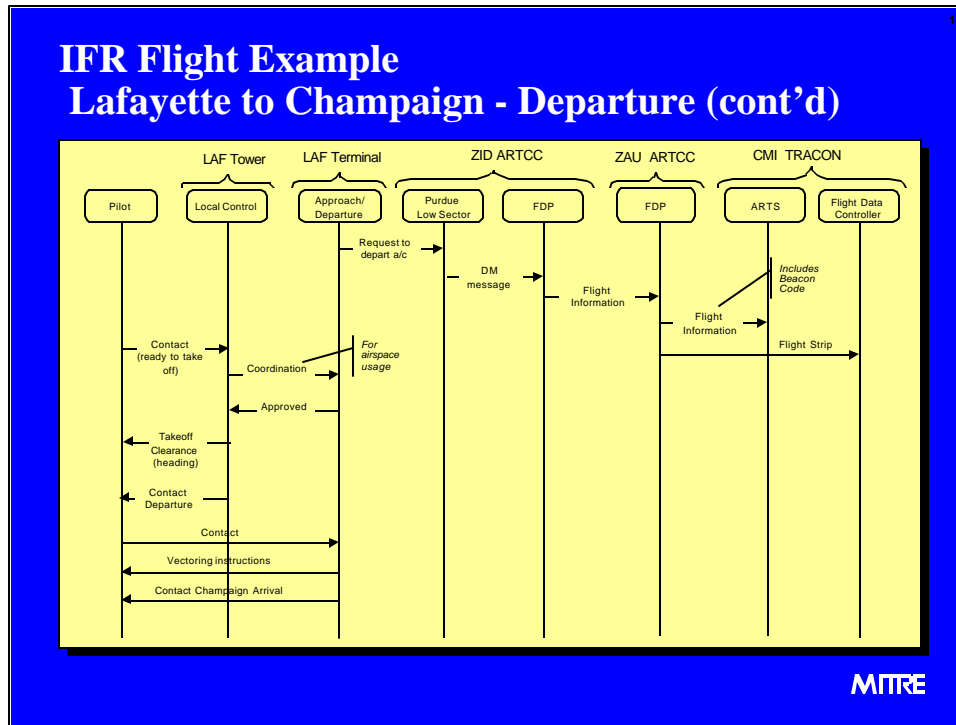 IFR Flight Example
Lafayette to Champaign - Departure (cont’d)
LAF Tower
LAF Terminal
ZID ARTCC
ZAU ARTCC
CMI TRACON
Pilot
Local Control
Approach/
Departure
Purdue
Low Sector
FDP
FDP
ARTS
Flight Data
Controller
Request to
depart a/c
DM
message
Flight
Information
Includes
Beacon
Code
Flight
Information
Flight Strip
Contact
(ready to take
off)
For
airspace
usage
Coordination
Approved
Takeoff
Clearance
(heading)
Contact
Departure
Contact
Vectoring instructions
Contact Champaign Arrival
MITRE